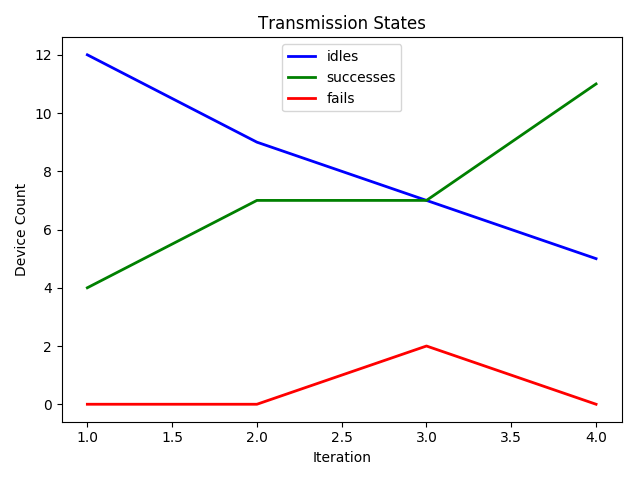 Transmission States
idles
successes
fails
Device Count
12
10
8
6
4
2
0
1.0 1.5 2.0 2.5 3.0 3.5 4.0
Iteration